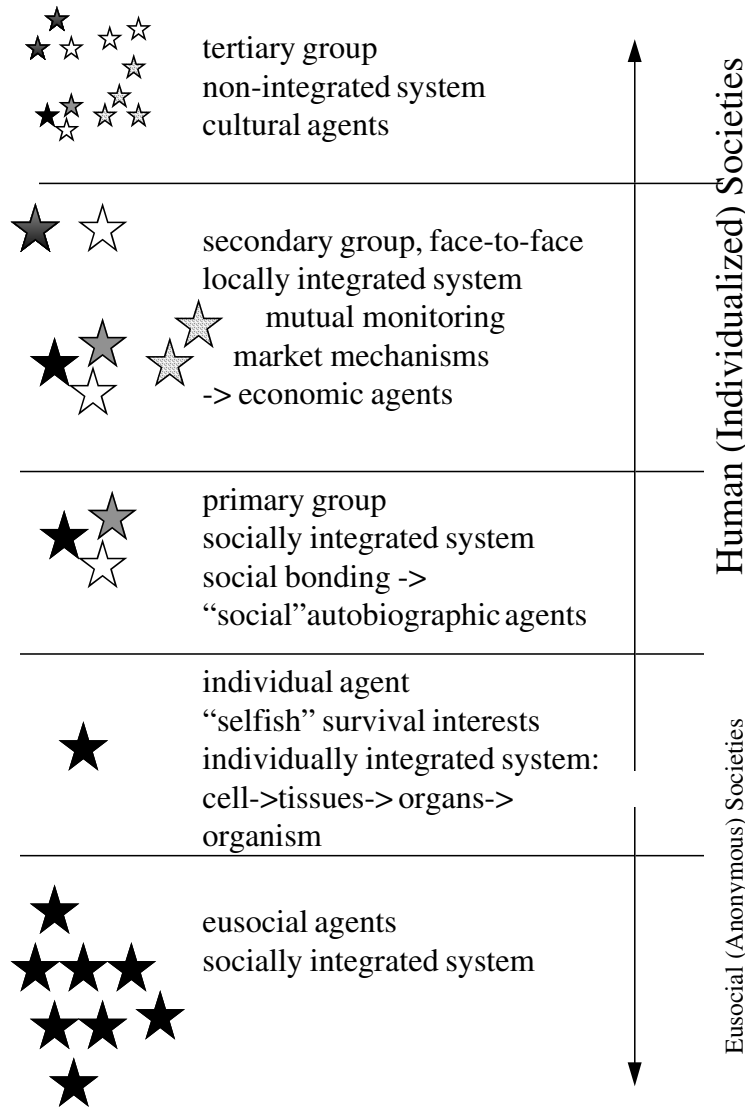 tertiary group
non-integrated system
cultural agents
secondary group, face-to-face
locally integrated system
mutual monitoring
market mechanisms
-> economic agents
primary group
socially integrated system
social bonding ->
“social”autobiographic agents
individual agent
“selfish” survival interests
individually integrated system:
cell->tissues-> organs->
organism
eusocial agents
socially integrated system
Human (Individualized) Societies
Eusocial (Anonymous) Societies